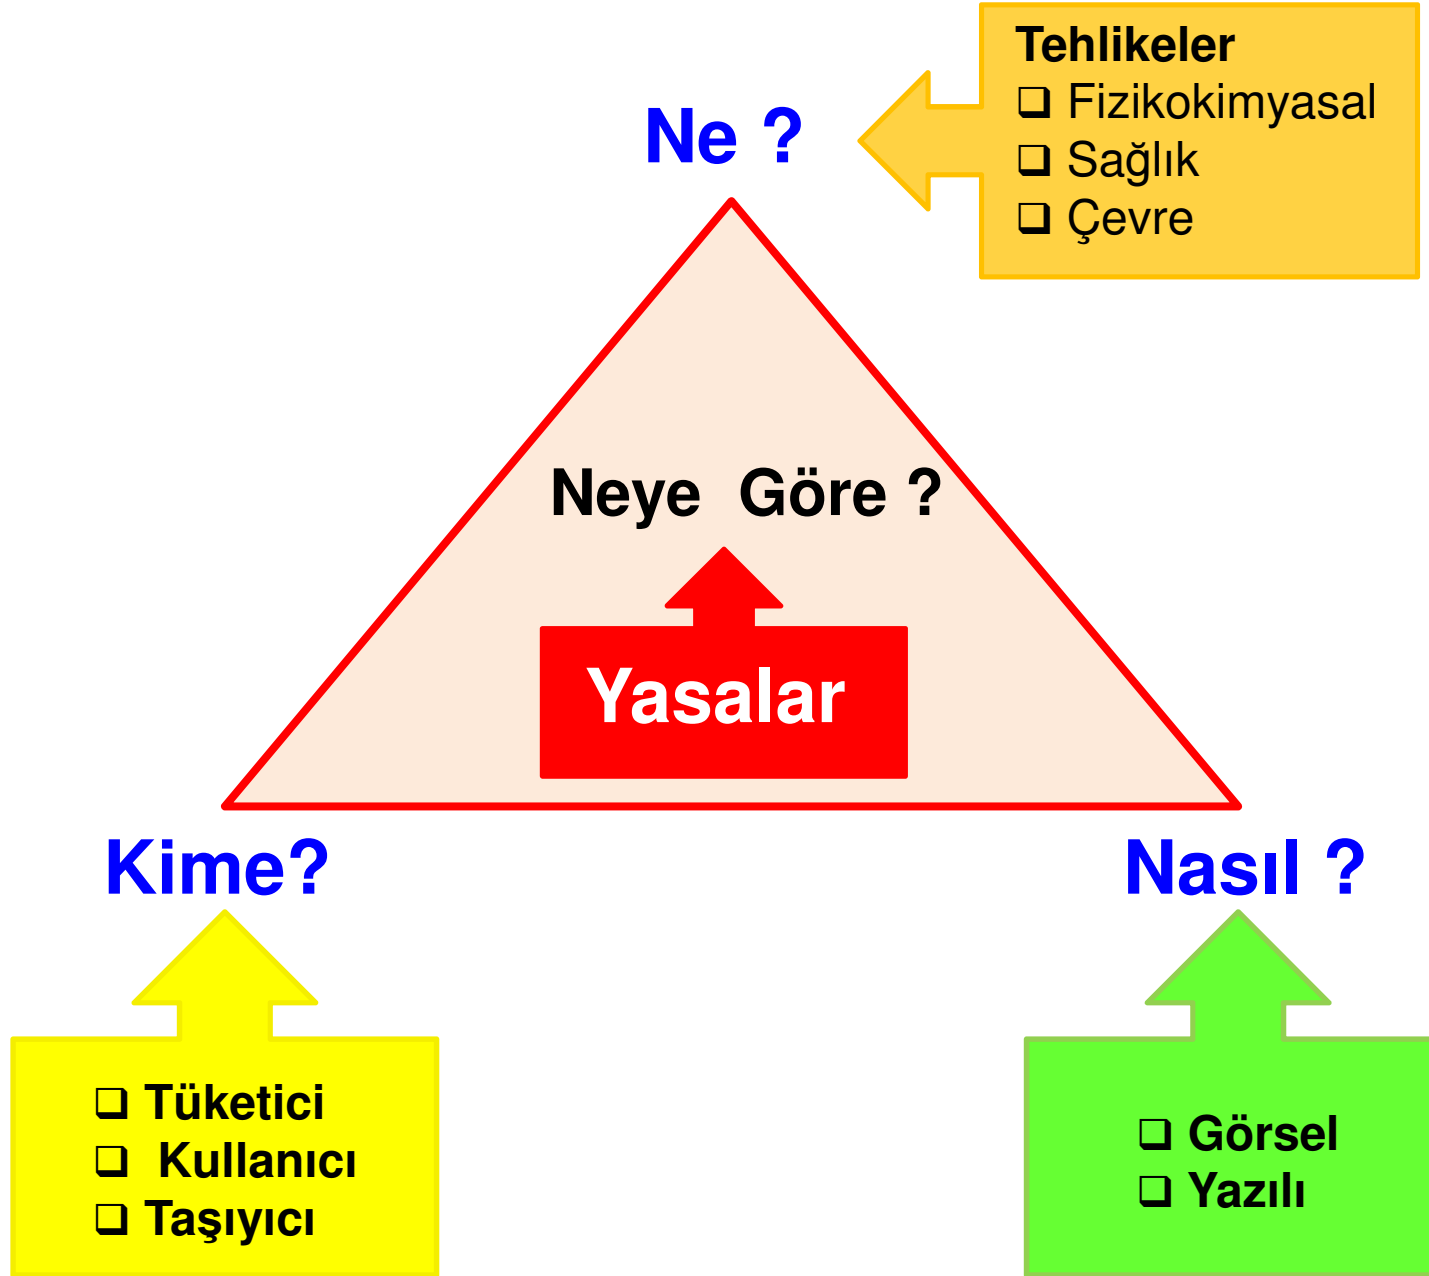 Tehlikeler
❑ Fizikokimyasal
❑ Sağlık
❑ Çevre
Ne ?
Neye Göre ?
Yasalar
Kime?
Nasıl ?
❑ Tüketici
❑ Kullanıcı
❑ Taşıyıcı
❑ Görsel
❑ Yazılı